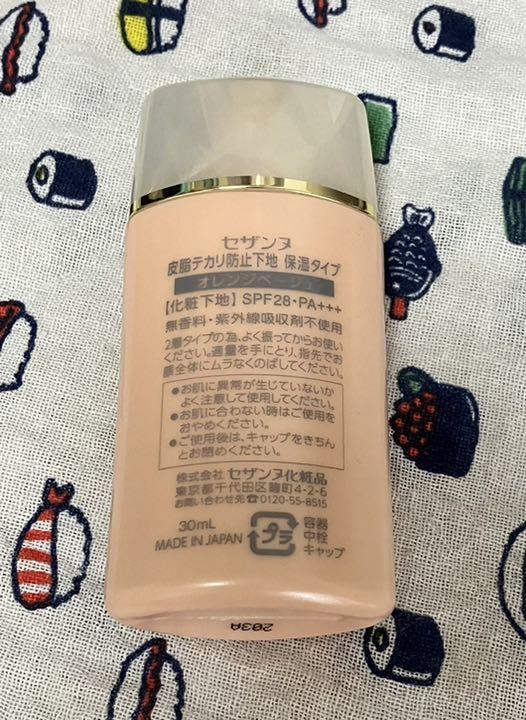 セザンヌ
皮脂テカリ防止下地 保湿タイプ
オレンジベージュ
【化粧下地】SPF28・PA+++
無香料・紫外線吸収剤不使用
2層タイプの為、よく振ってからお使い
ください。適量を手にとり、指先でお
顔全体にムラなくのばしてください。
●お肌に異常が生じていないか
よく注意して使用してください。
●お肌に合わない時はご使用を
おやめください。
●ご使用後は、キャップをきちん
とお閉めください。
株式会社 セザンヌ化粧品
東京都千代田区麹町4-2-6
お問い合わせ先☎0120-55-8515
30mL
MADE IN JAPAN
プラ
容器
中栓
キャップ
203A